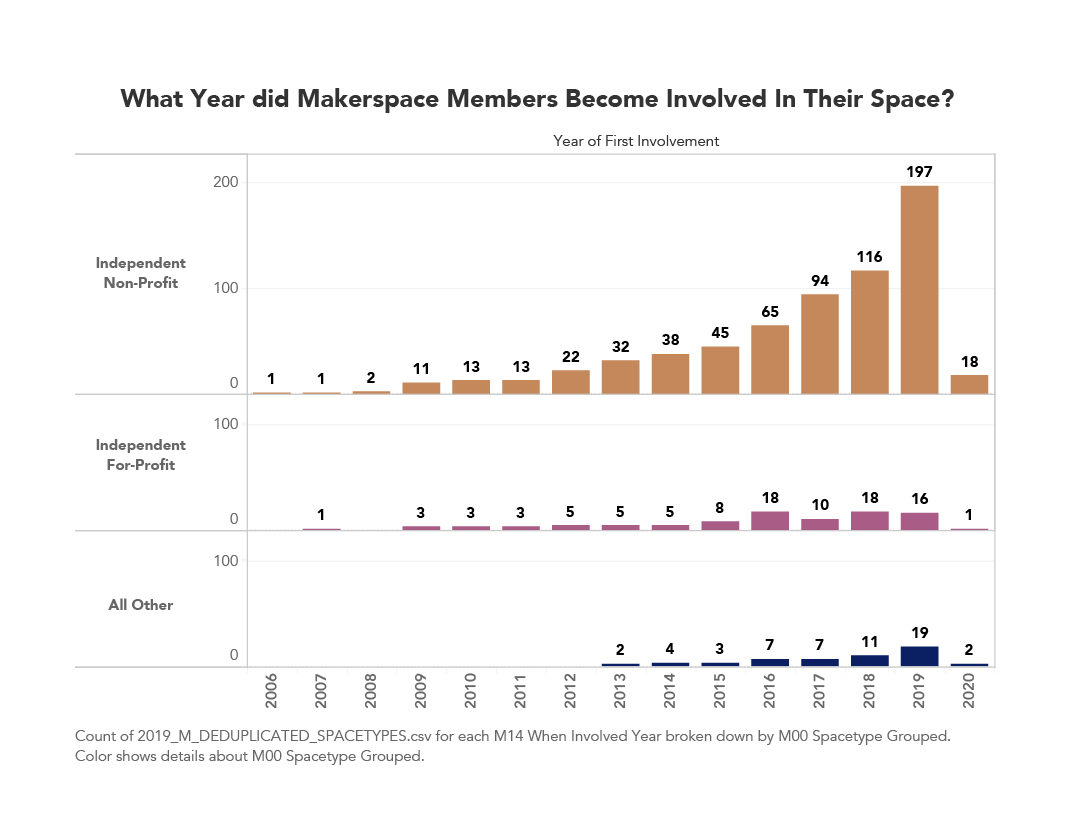 What Year did Makerspace Members Become Involved In Their Space?
Year of First Involvement
200
100
0
Independent
Non-Profit
1 1 2 11 13 13 22 32 38 45 65 94 116 197 18
100
0
Independent
For-Profit
1 3 3 3 5 5 5 8 18 10 18 16 1
100
0
All Other
2 4 3 7 7 11 19 2
2006 2007 2008 2009 2010 2011 2012 2013 2014 2015 2016 2017 2018 2019 2020
Count of 2019_M_DEDUPLICATED_SPACETYPES.csv for each M14 When Involved Year broken down by M00 Spacetype Grouped.
Color shows details about M00 Spacetype Grouped.